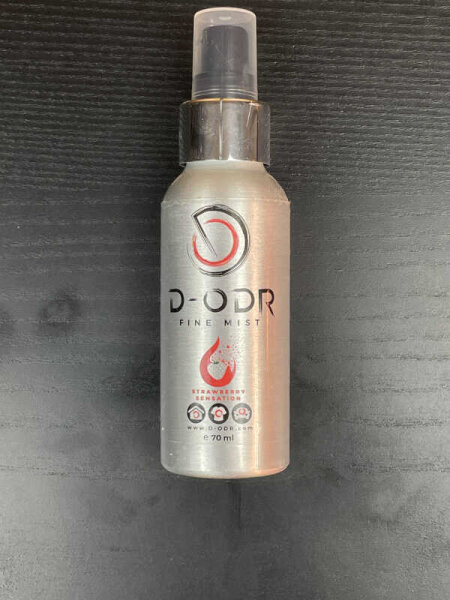 D-ODR
FINE MIST
STRAWBERRY
SENSATION
www.D-ODR.com
e 70 ml